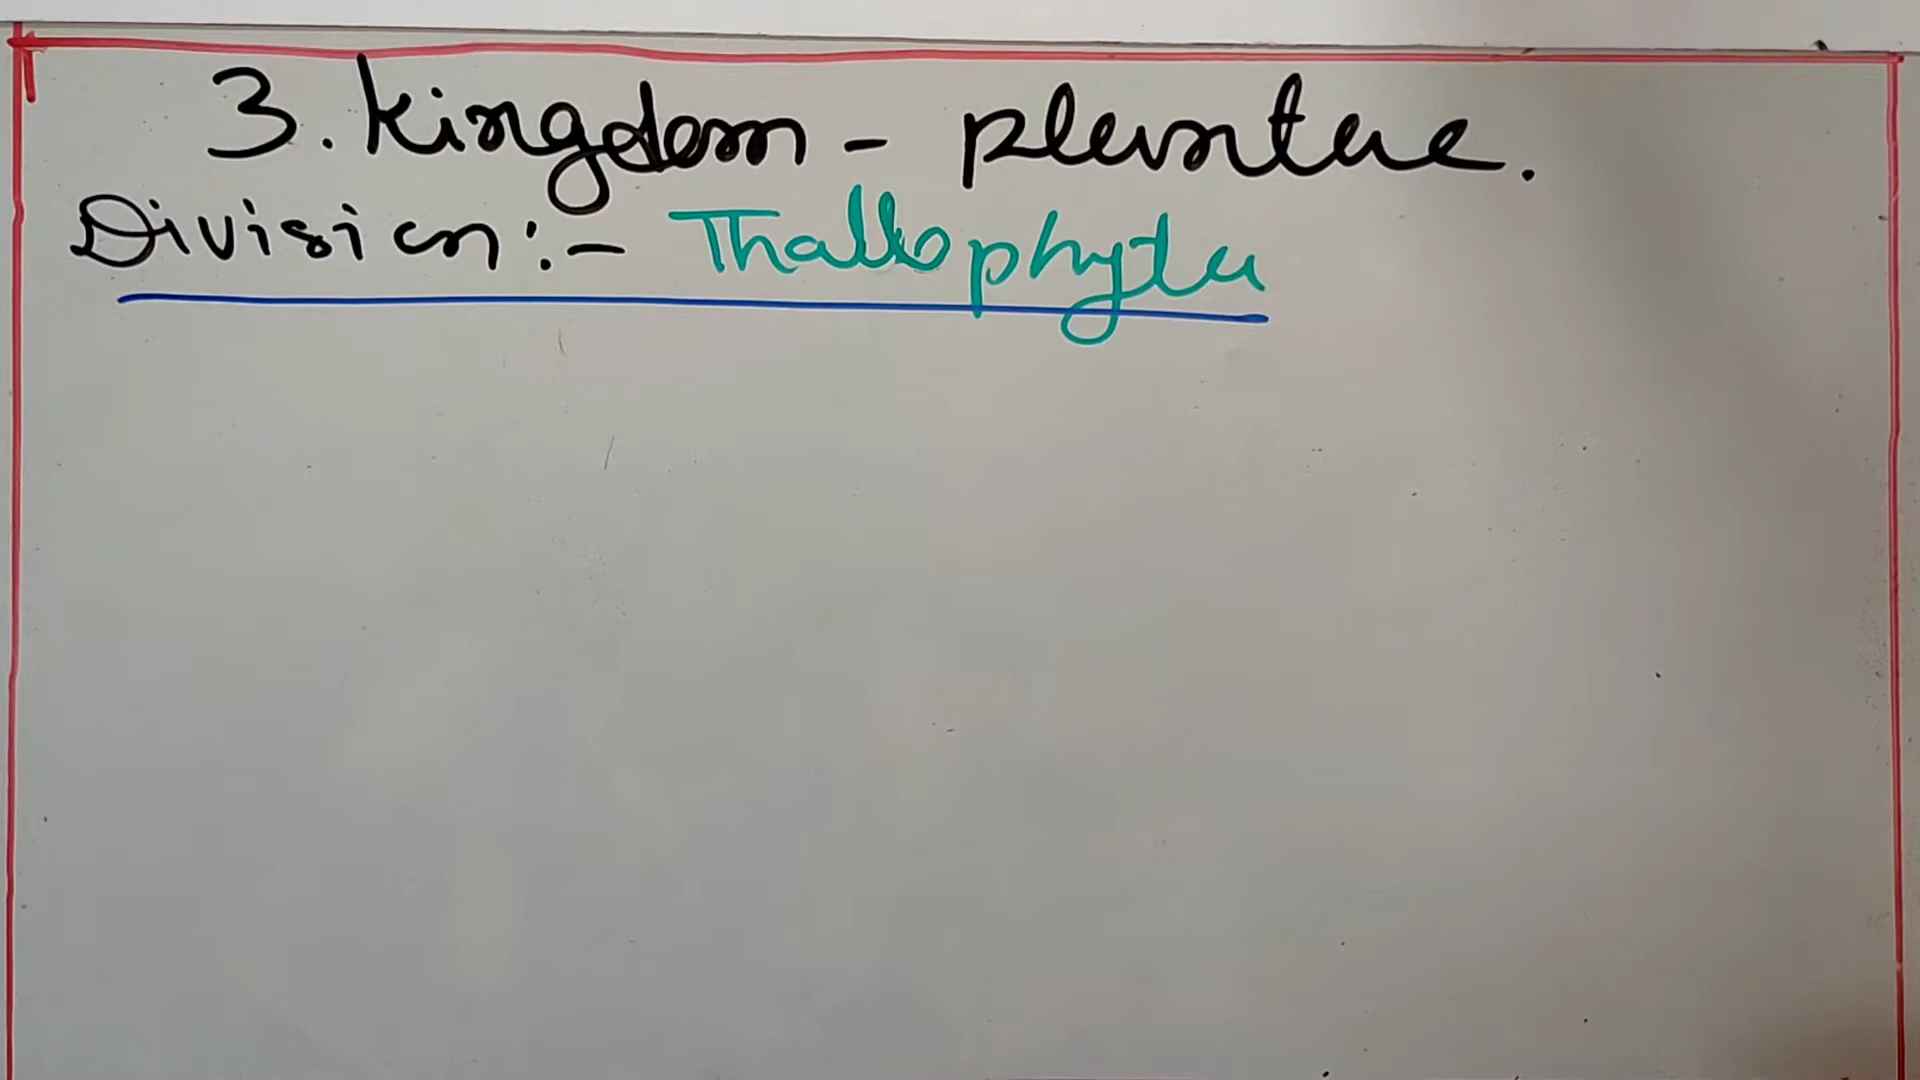 3. Kingdom - plantae.
Division :- Thallophyta